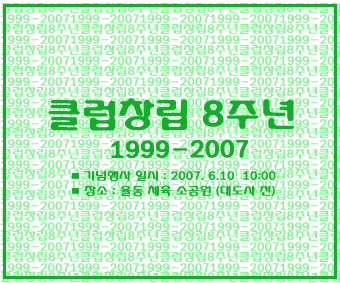 클럽창립 8주년
1999-2007
■ 기념행사 일시 : 2007. 6.10 10:00
■ 장소 : 율동 체육 소공원 (대도사 전)